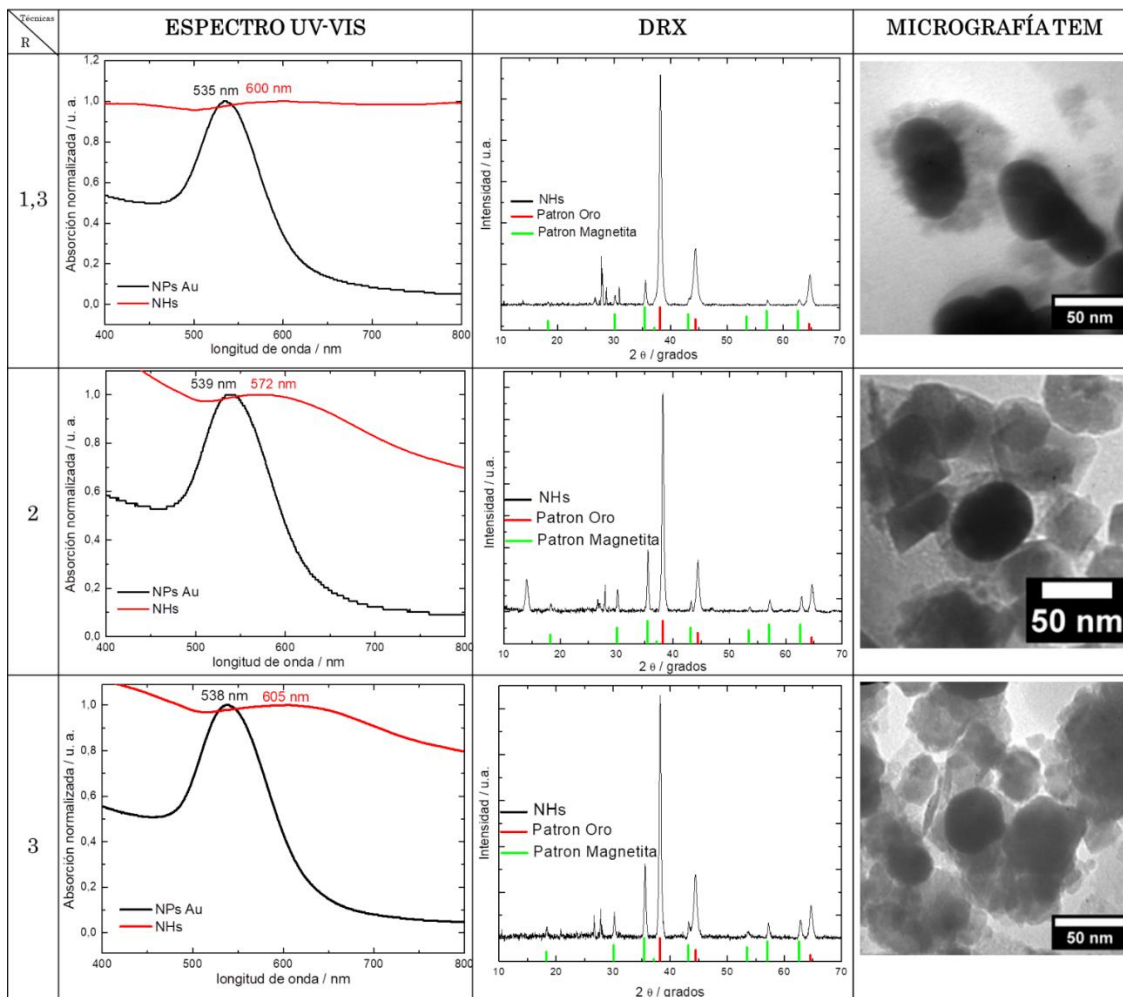 Técnicas
R
ESPECTRO UV-VIS
DRX
MICROGRAFÍA TEM
1,3
Absorción normalizada / u. a.
1,2
1,0
0,8
0,6
0,4
0,2
0,0
535 nm
600 nm
NPs Au
NHs
400 500 600 700 800
longitud de onda / nm
Intensidad / u.a.
NHs
Patron Oro
Patron Magnetita
10 20 30 40 50 60 70
2 θ / grados
50 nm
2
Absorción normalizada / u. a.
1,0
0,8
0,6
0,4
0,2
0,0
539 nm
572 nm
NPs Au
NHs
400 500 600 700 800
longitud de onda / nm
Intensidad / u.a.
NHs
Patron Oro
Patron Magnetita
10 20 30 40 50 60 70
2 θ / grados
50 nm
3
Absorción normalizada / u. a.
1,0
0,8
0,6
0,4
0,2
0,0
538 nm
605 nm
NPs Au
NHs
400 500 600 700 800
longitud de onda / nm
Intensidad / u.a.
NHs
Patron Oro
Patron Magnetita
10 20 30 40 50 60 70
2 θ / grados
50 nm